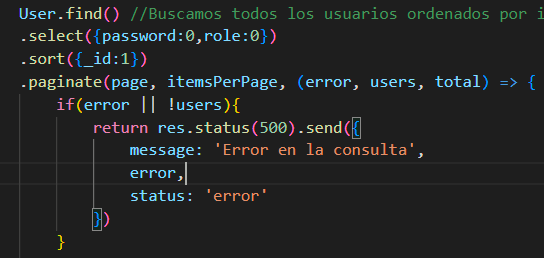 User.find() //Buscamos todos los usuarios ordenados por i
.select({password:0,role:0})
.sort({_id:1})
.paginate(page, itemsPerPage, (error, users, total) => {
if(error || !users){
return res.status(500).send({
message: 'Error en la consulta',
error,
status: 'error'
})
}